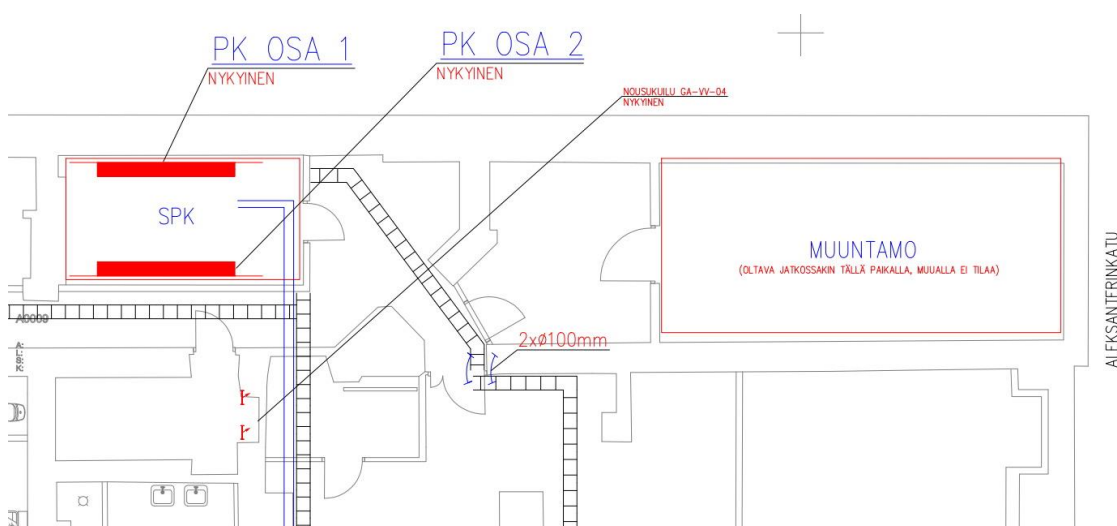 PK OSA 1
NYKYINEN
PK OSA 2
NYKYINEN
NOUSUKUILU GA-VV-04
NYKYINEN
SPK
MUUNTAMO
(OLTAVA JATKOSSAKIN TÄLLÄ PAIKALLA, MUUALLA EI TILAA)
ALEKSANTERINKATU
A0009
2xø100mm